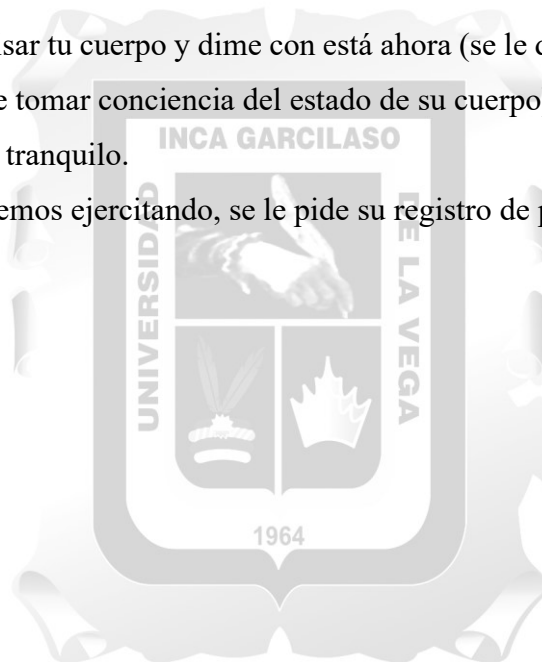 sar tu cuerpo y dime con está ahora (se le d
e tomar conciencia del estado de su cuerpo
INCA GARCILASO
tranquilo.
emos ejercitando, se le pide su registro de p
UNIVERSIDAD
DE LA VEGA
1964